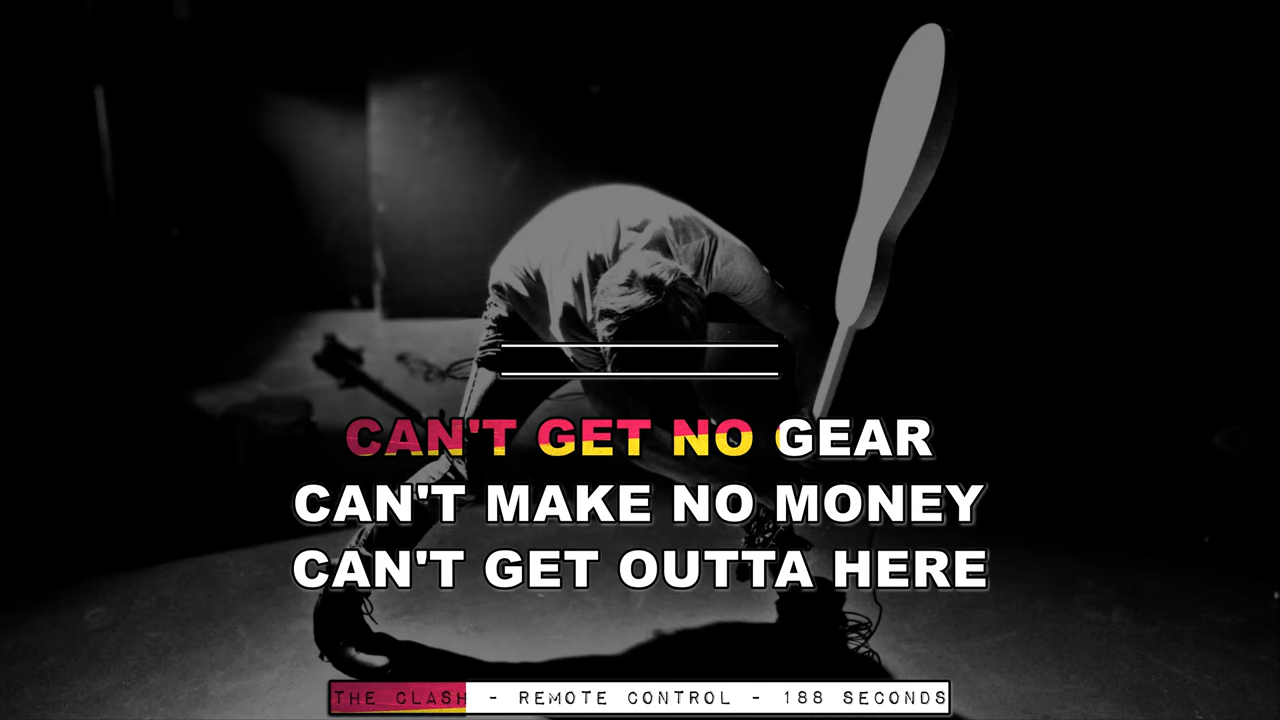 CAN'T GET NO GEAR
CAN'T MAKE NO MONEY
CAN'T GET OUTTA HERE
THE CLASH - REMOTE CONTROL - 188 SECONDS